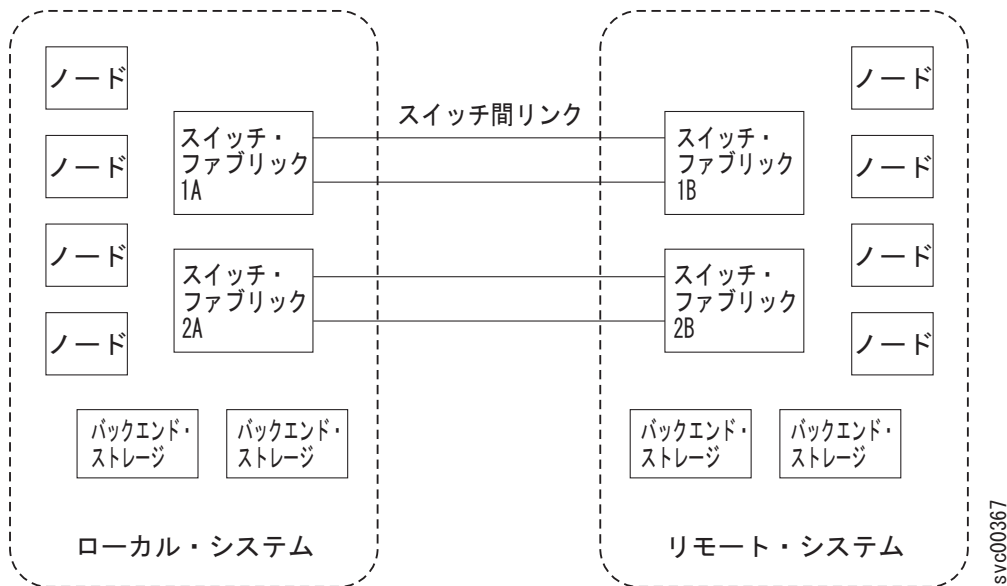 ノード
ノード
ノード
ノード
スイッチ・
ファブリック
1A
スイッチ・
ファブリック
2A
バックエンド・
ストレージ
バックエンド・
ストレージ
ローカル・システム
スイッチ間リンク
スイッチ・
ファブリック
1B
スイッチ・
ファブリック
2B
ノード
ノード
ノード
ノード
バックエンド・
ストレージ
バックエンド・
ストレージ
リモート・システム
svc00367